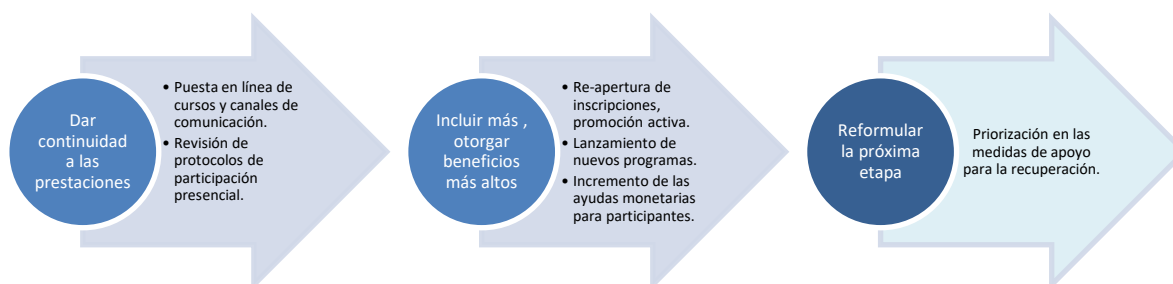 Dar
continuidad
a las
prestaciones
• Puesta en línea de
cursos y canales de
comunicación.
• Revisión de
protocolos de
participación
presencial.
Incluir más , 
otorgar
beneficios
más altos
• Re-apertura de
inscripciones,
promoción activa.
• Lanzamiento de
nuevos programas.
• Incremento de las
ayudas monetarias
para participantes.
Reformular
la próxima
etapa
Priorización en las
medidas de apoyo
para la recuperación.